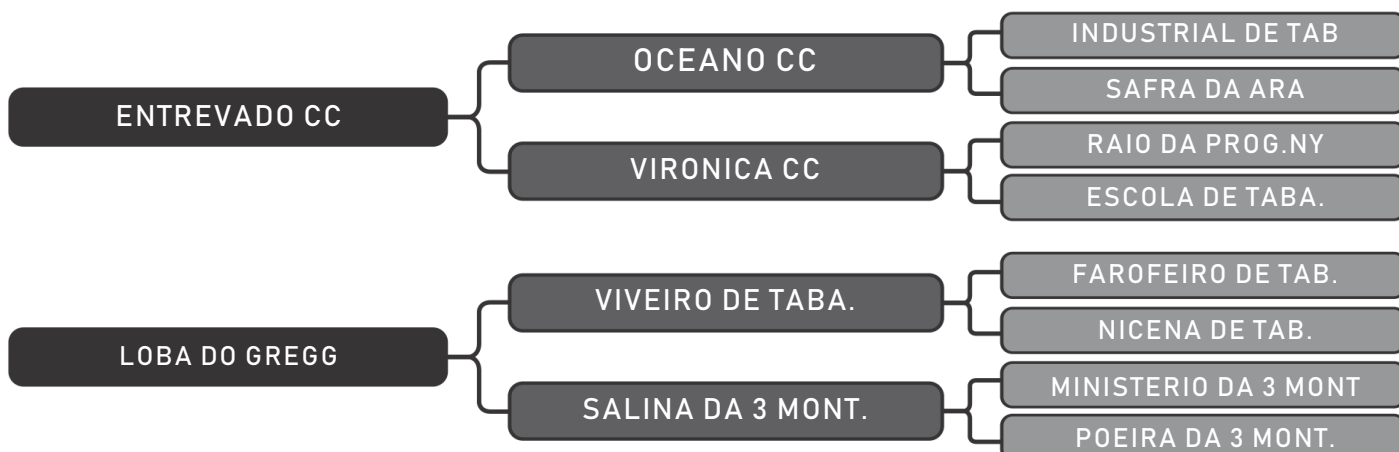 ENTREVADO CC
OCEANO CC
INDUSTRIAL DE TAB
SAFRA DA ARA
VIRONICA CC
RAIO DA PROG.NY
ESCOLA DE TABA.
LOBA DO GREGG
VIVEIRO DE TABA.
FAROFEIRO DE TAB.
NICENA DE TAB.
SALINA DA 3 MONT.
MINISTERIO DA 3 MONT
POEIRA DA 3 MONT.